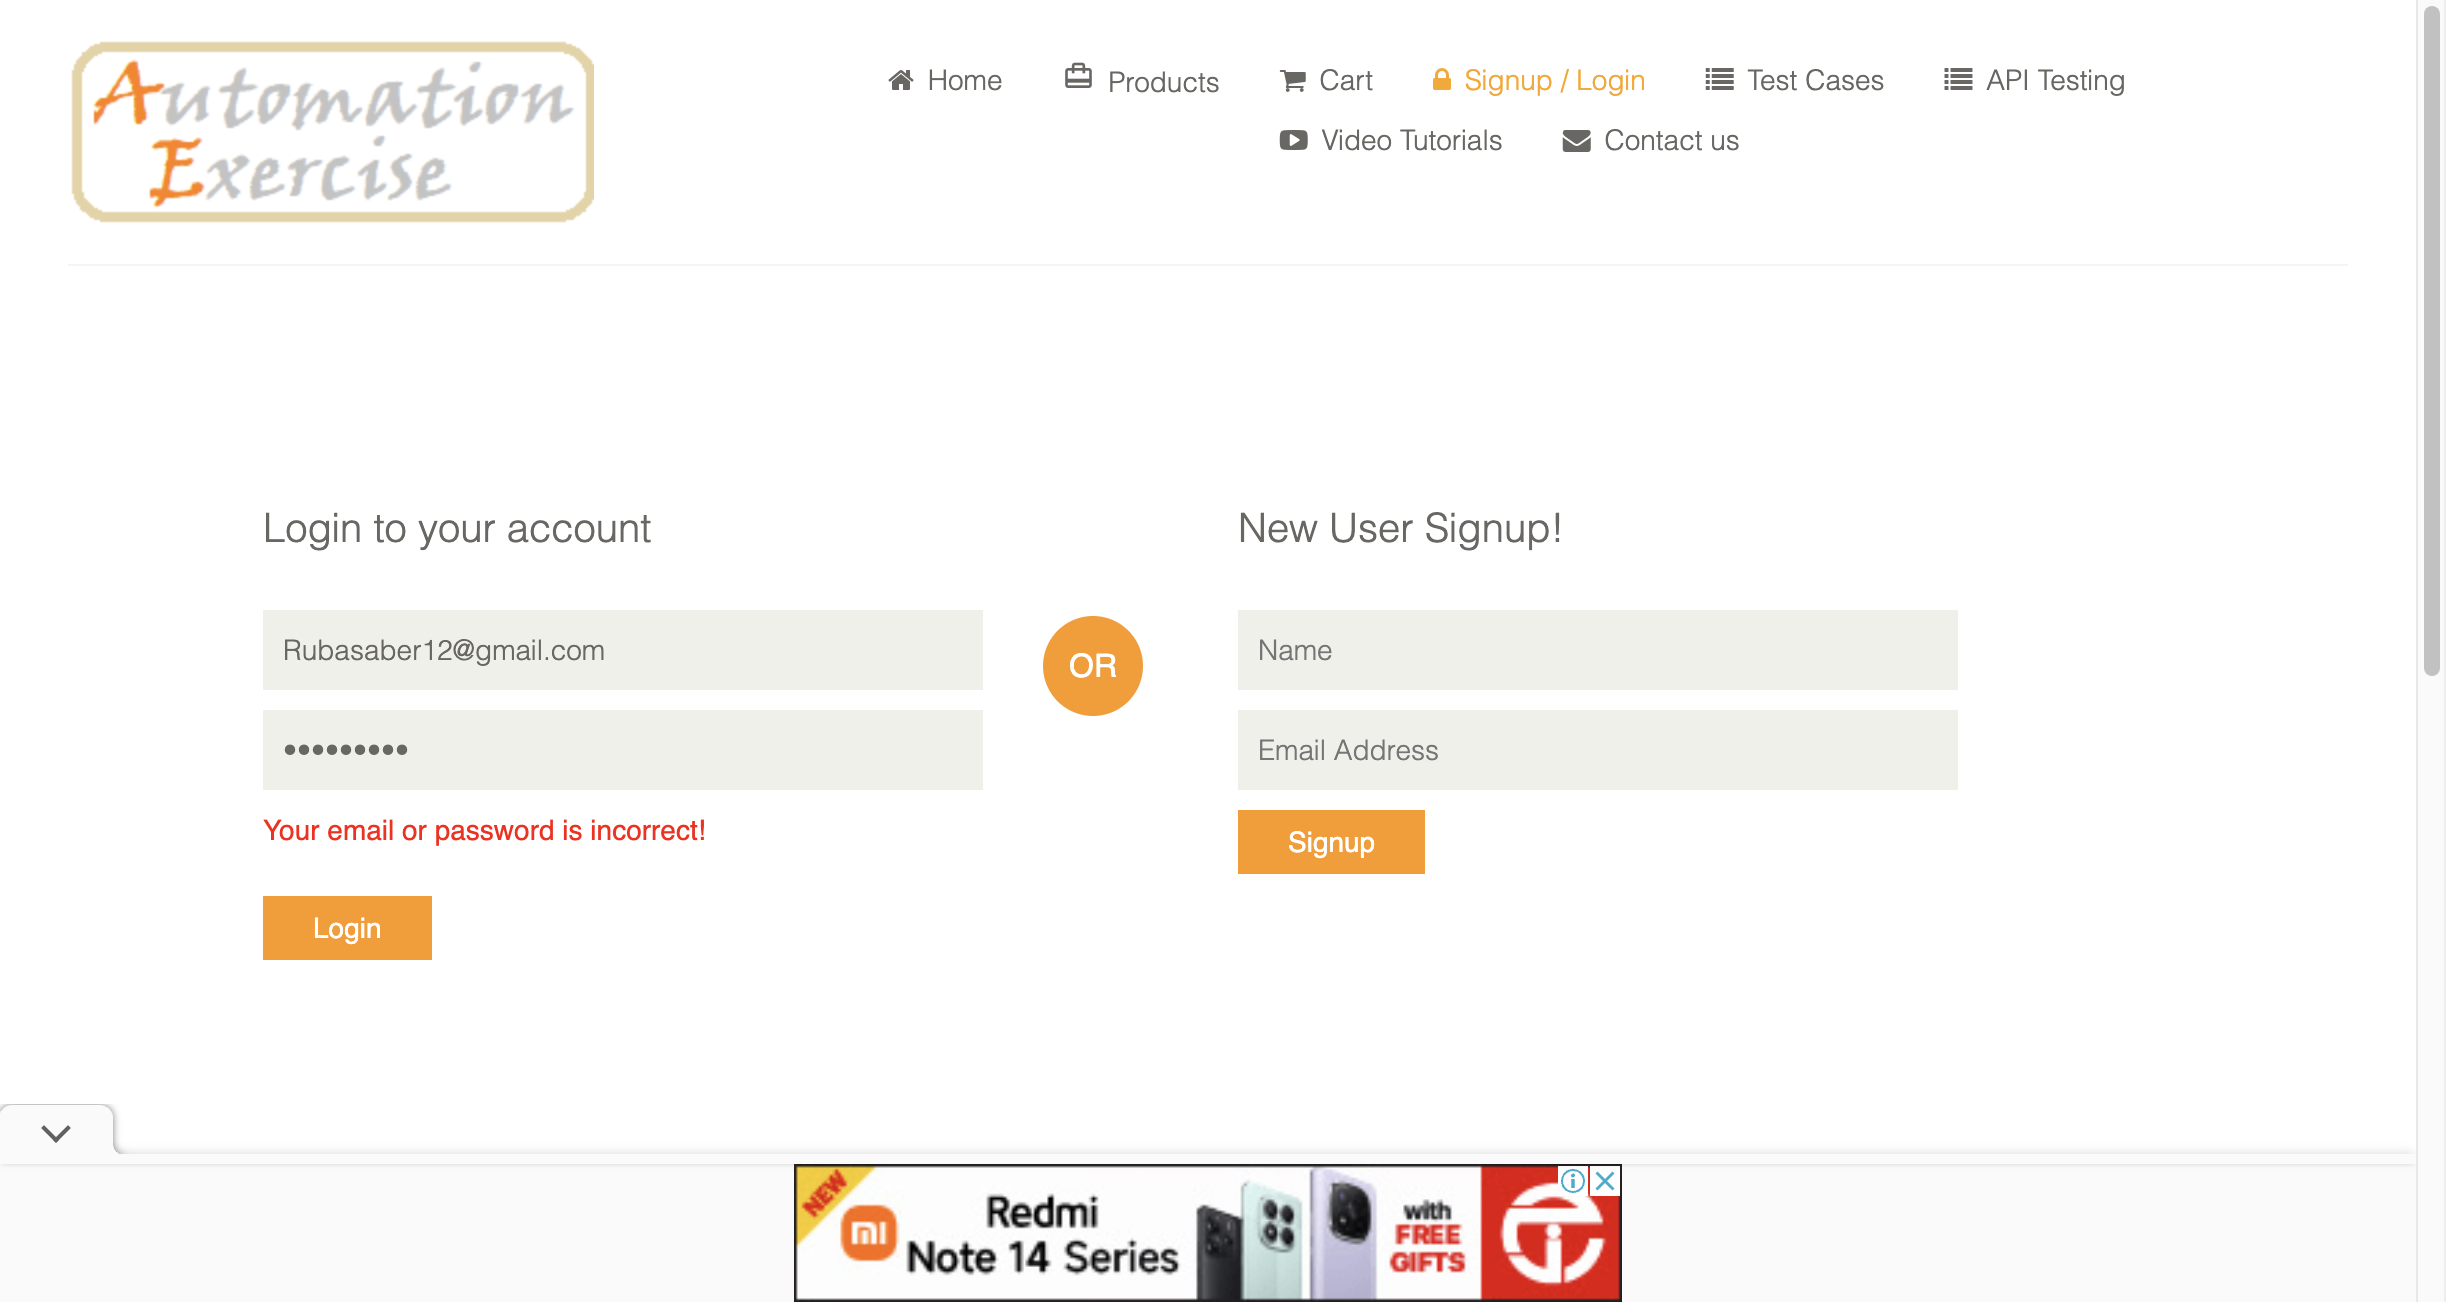 Automation
Exercise
Home
Products
Cart
Signup / Login
Test Cases
API Testing
Video Tutorials
Contact us
Login to your account
Rubasaber12@gmail.com
•••••••••
Your email or password is incorrect!
Login
OR
New User Signup!
Name
Email Address
Signup
NEW
mi
Redmi
Note 14 Series
with
FREE
GIFTS